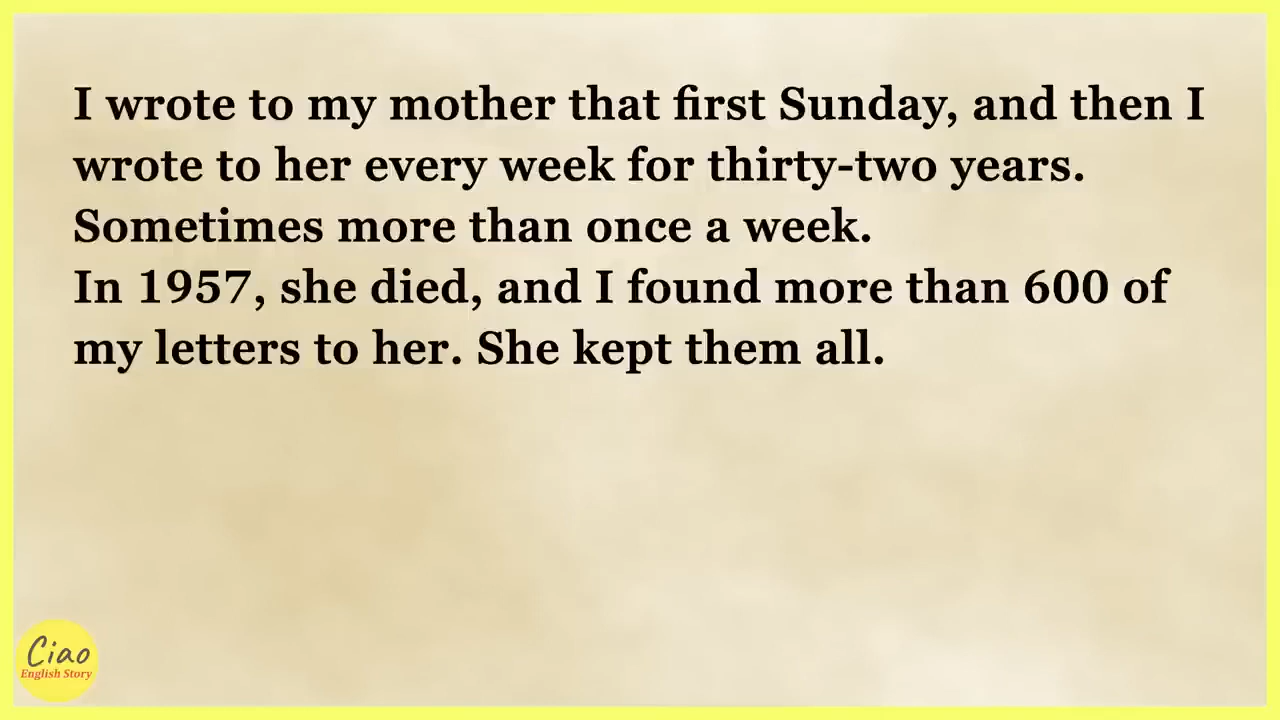 I wrote to my mother that first Sunday, and then I
wrote to her every week for thirty-two years.
Sometimes more than once a week.
In 1957, she died, and I found more than 600 of
my letters to her. She kept them all.
Ciao
English Story